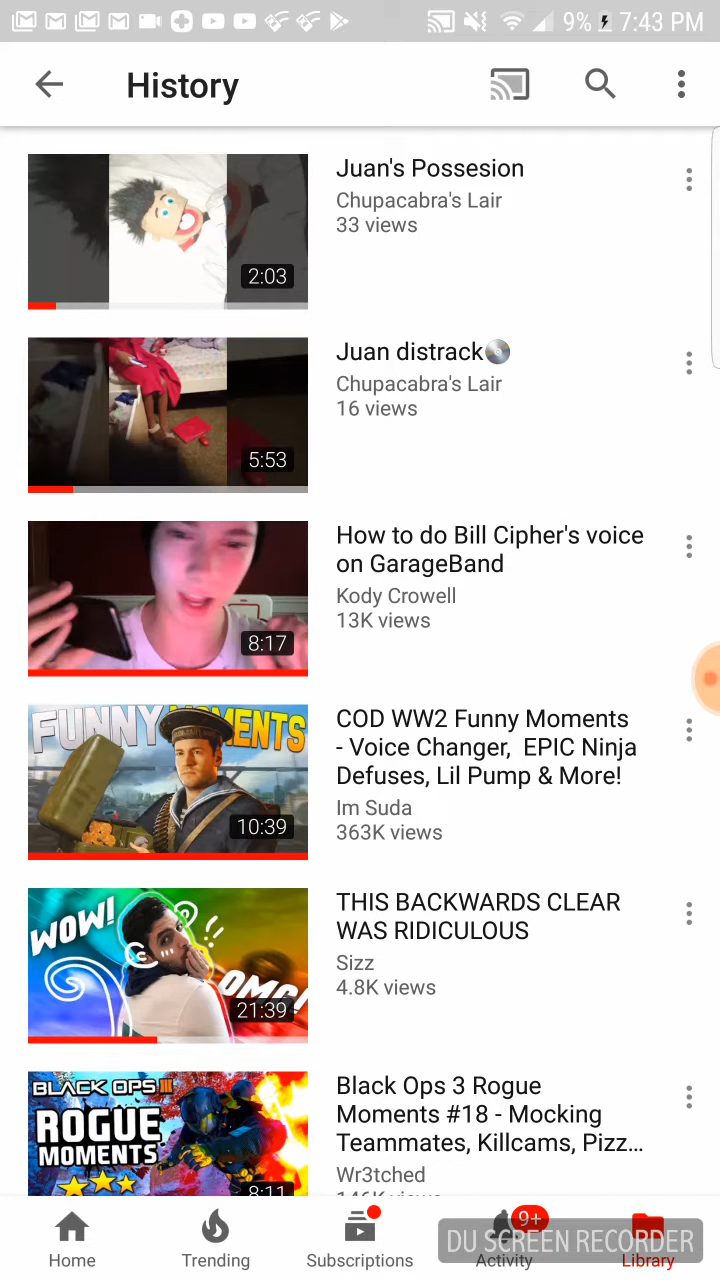 9% 7:43 PM
History
Juan's Possesion
Chupacabra's Lair
33 views
2:03
Juan distrack📀
Chupacabra's Lair
16 views
5:53
How to do Bill Cipher's voice
on GarageBand
Kody Crowell
13K views
8:17
FUNNY MOMENTS
COD WW2 Funny Moments
- Voice Changer, EPIC Ninja
Defuses, Lil Pump & More!
Im Suda
363K views
10:39
WOW!
OMG!
THIS BACKWARDS CLEAR
WAS RIDICULOUS
Sizz
4.8K views
21:39
BLACK OPS III
ROGUE
MOMENTS
Black Ops 3 Rogue
Moments #18 - Mocking
Teammates, Killcams, Pizz...
Wr3tched
8:11
9+
DU SCREEN RECORDER
Home Trending Subscriptions Activity Library